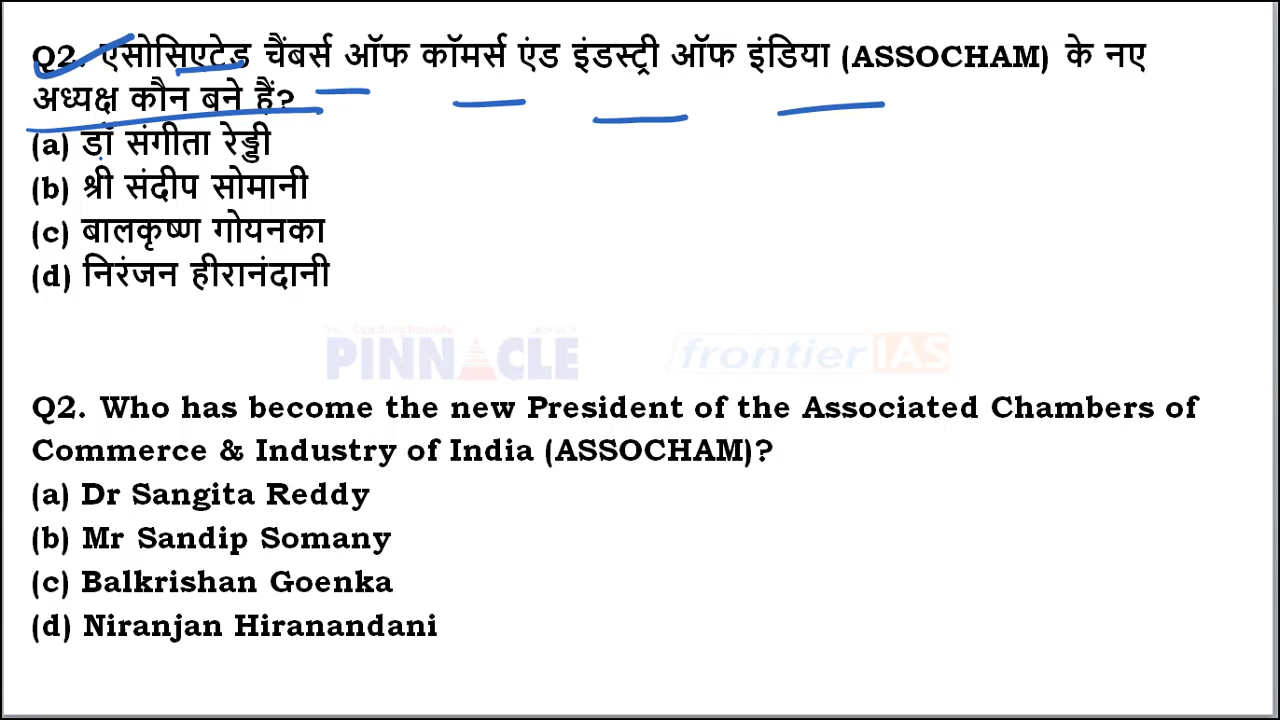 Q2. एसोसिएटेड चैंबर्स ऑफ कॉमर्स एंड इंडस्ट्री ऑफ इंडिया (ASSOCHAM) के नए
अध्यक्ष कौन बने हैं?
(a) डॉ संगीता रेड्डी
(b) श्री संदीप सोमानी
(c) बालकृष्ण गोयनका
(d) निरंजन हीरानंदानी
PINNACLE
frontier IAS
Q2. Who has become the new President of the Associated Chambers of
Commerce & Industry of India (ASSOCHAM)?
(a) Dr Sangita Reddy
(b) Mr Sandip Somany
(c) Balkrishan Goenka
(d) Niranjan Hiranandani